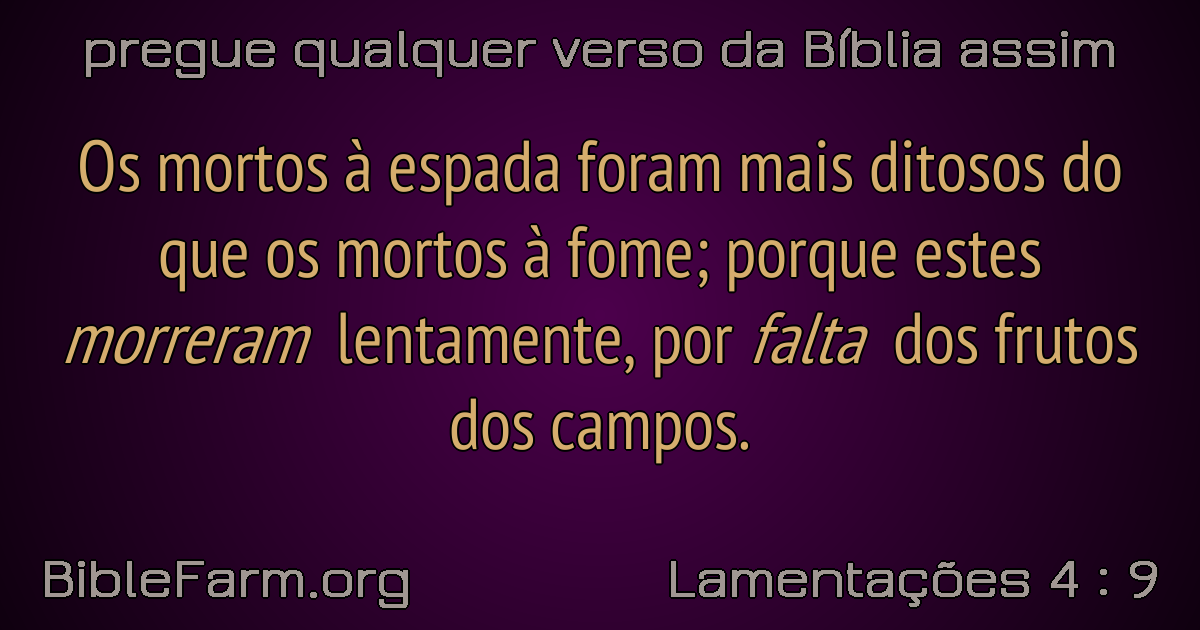 pregue qualquer verso da Bíblia assim
Os mortos à espada foram mais ditosos do
que os mortos à fome; porque estes
morreram lentamente, por falta dos frutos
dos campos.
BibleFarm.org
Lamentações 4 : 9